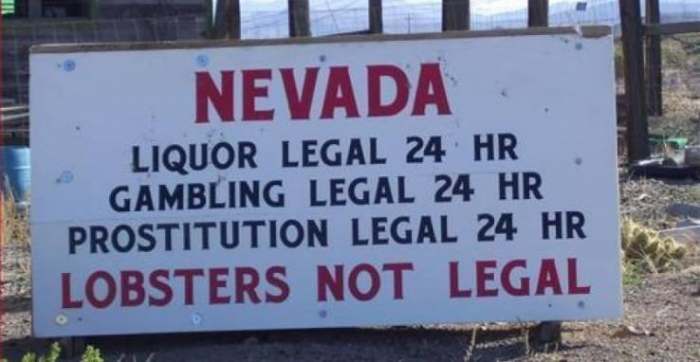 NEVADA
LIQUOR LEGAL 24 HR
GAMBLING LEGAL 24 HR
PROSTITUTION LEGAL 24 HR
LOBSTERS NOT LEGAL